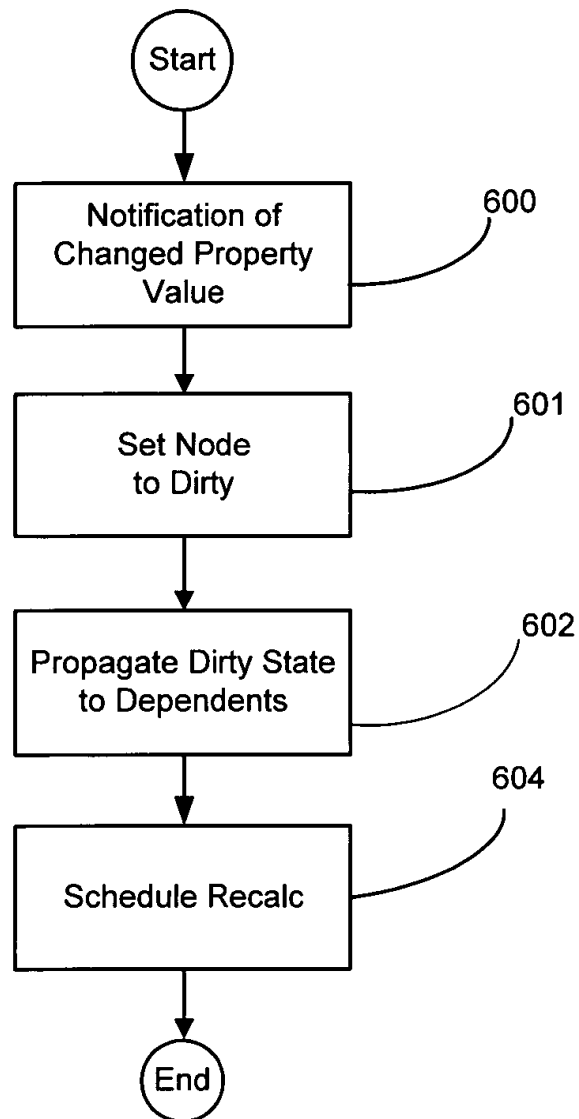 Start
Notification of
Changed Property
Value
600
Set Node
to Dirty
601
Propagate Dirty State
to Dependents
602
Schedule Recalc
604
End